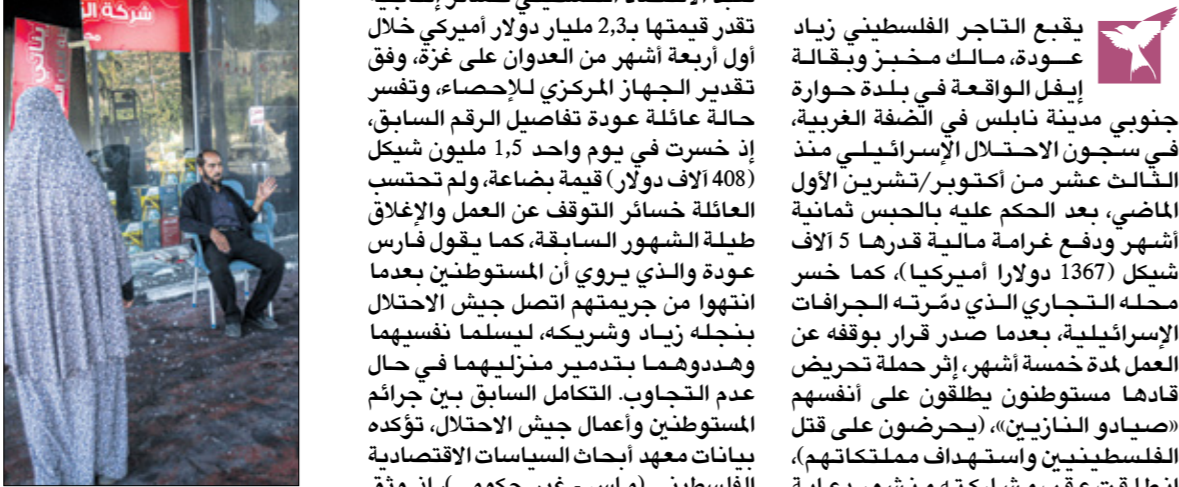 يقبع التاجر الفلسطيني زياد
عودة، مالك مخبز وبقالة
إيفل الواقعة في بلدة حوارة
جنوبي مدينة نابلس في الضفة الغربية،
في سجون الاحتلال الإسرائيلي منذ
الثالث عشر من أكتوبر/تشرين الأول
الماضي، بعد الحكم عليه بالحبس ثمانية
أشهر ودفع غرامة مالية قدرها 5 آلاف
شيكل (1367 دولارا أميركيا)، كما خسر
محله التجاري الذي دمّرته الجرافات
الإسرائيلية، بعدما صدر قرار بوقفه عن
العمل لمدة خمسة أشهر، إثر حملة تحريض
قادها مستوطنون يطلقون على أنفسهم
«صيادو النازيين»، (يحرضون على قتل
الفلسطينيين واستهداف ممتلكاتهم)،
تقدر قيمتها بـ2,3 مليار دولار أميركي خلال
أول أربعة أشهر من العدوان على غزة، وفق
تقدير الجهاز المركزي للإحصاء، وتفسر
حالة عائلة عودة تفاصيل الرقم السابق،
إذ خسرت في يوم واحد 1,5 مليون شيكل
(408 آلاف دولار) قيمة بضاعة، ولم تحتسب
العائلة خسائر التوقف عن العمل والإغلاق
طيلة الشهور السابقة، كما يقول فارس
عودة والذي يروي أن المستوطنين بعدما
انتهوا من جريمتهم اتصل جيش الاحتلال
بنجله زياد وشريكه، ليسلما نفسيهما
وهددوهما بتدمير منزليهما في حال
عدم التجاوب. التكامل السابق بين جرائم
المستوطنين وأعمال جيش الاحتلال، تؤكده
بيانات معهد أبحاث السياسات الاقتصادية
شركة